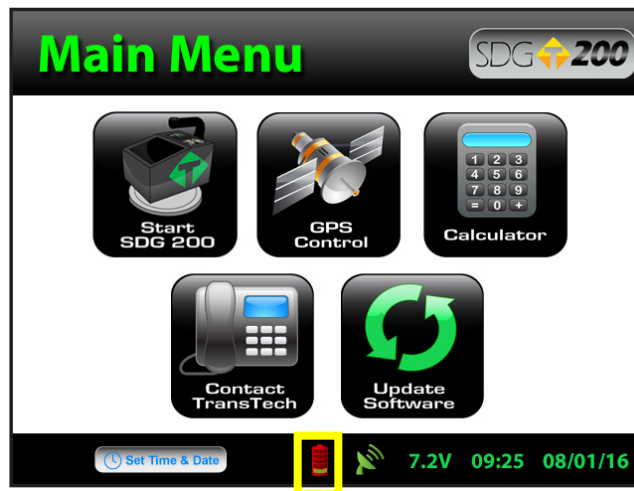 Main Menu
SDG T 200
Start
SDG 200
GPS
Control
Calculator
1 2 3
4 5 6
7 8 9
= 0 +
Contact
TransTech
Update
Software
Set Time & Date
7.2V 09:25 08/01/16